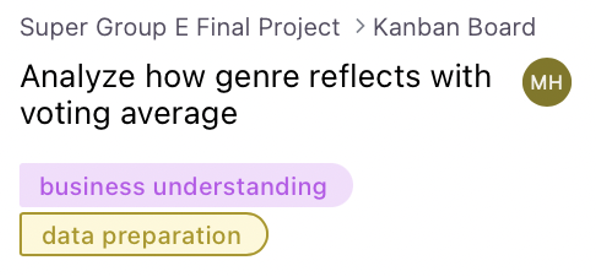 Super Group E Final Project > Kanban Board
Analyze how genre reflects with
voting average
MH
business understanding
data preparation